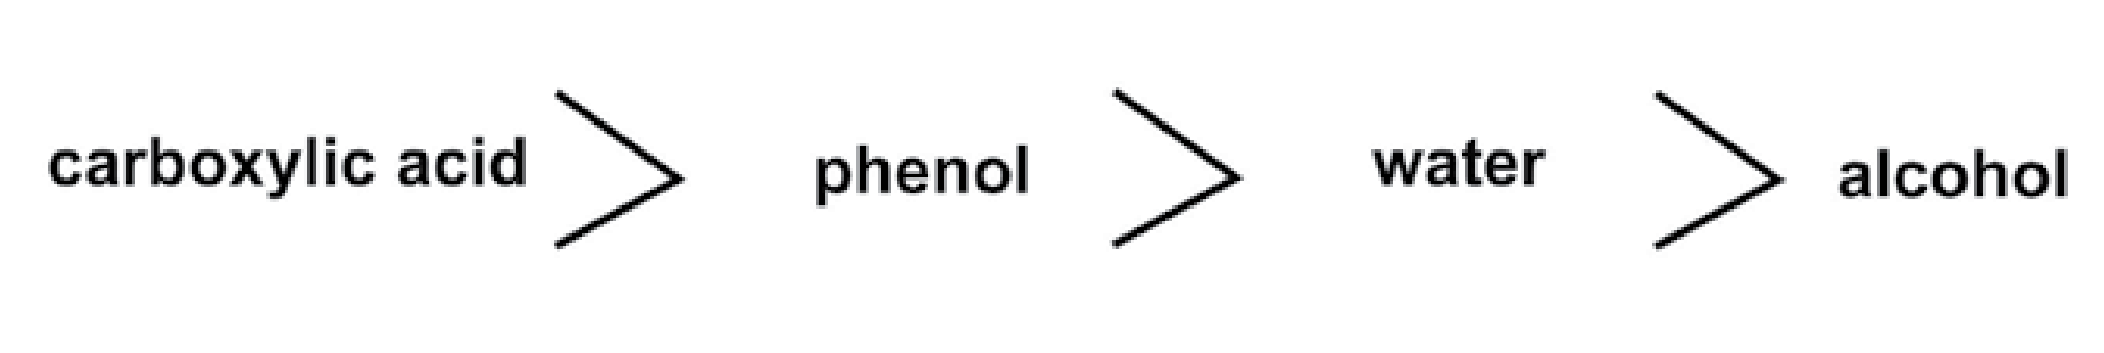 carboxylic acid > phenol > water > alcohol